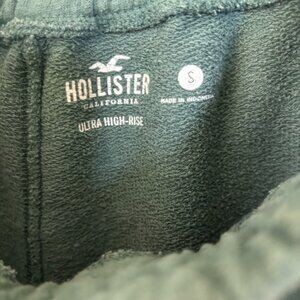 HOLLISTER
CALIFORNIA
ULTRA HIGH-RISE
S
MADE IN INDONESIA